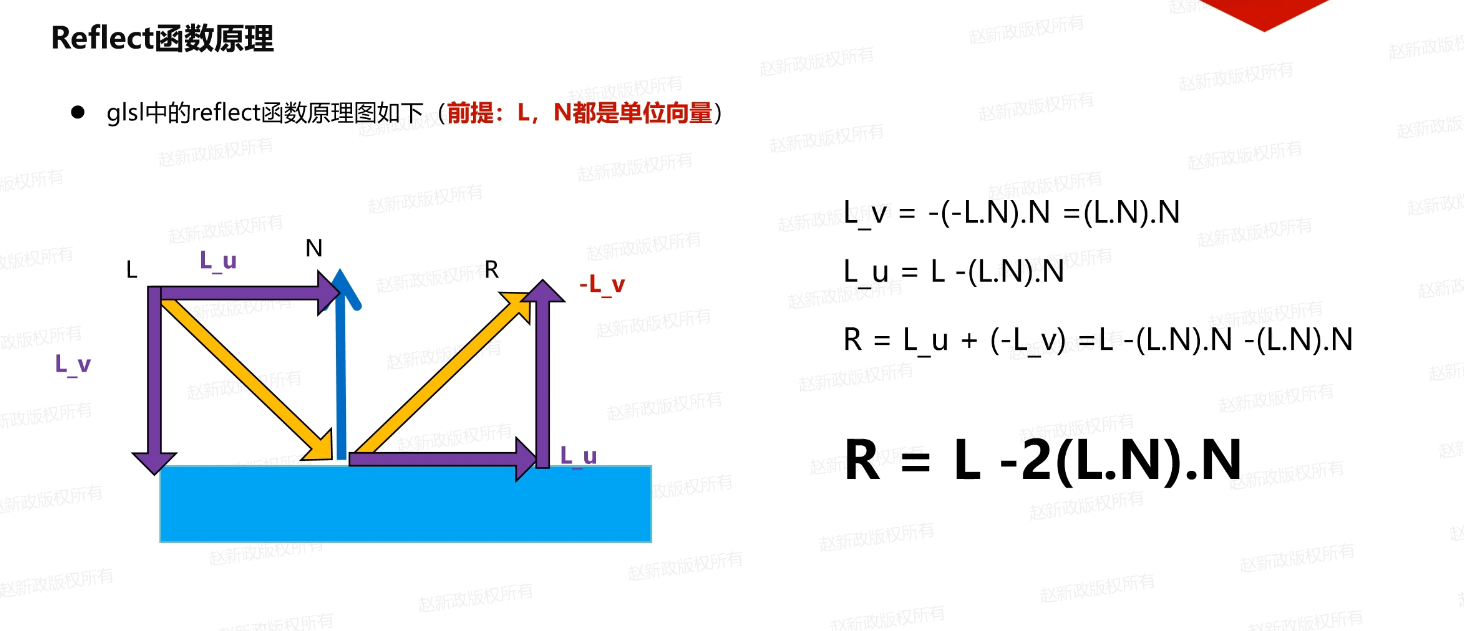 Reflect函数原理
● glsl中的reflect函数原理图如下（前提：L，N都是单位向量）
L
L_u
N
R
-L_v
L_v
L_u
L_v = -(-L.N).N =(L.N).N
L_u = L -(L.N).N
R = L_u + (-L_v) =L -(L.N).N -(L.N).N
R = L -2(L.N).N
赵新政版权所有